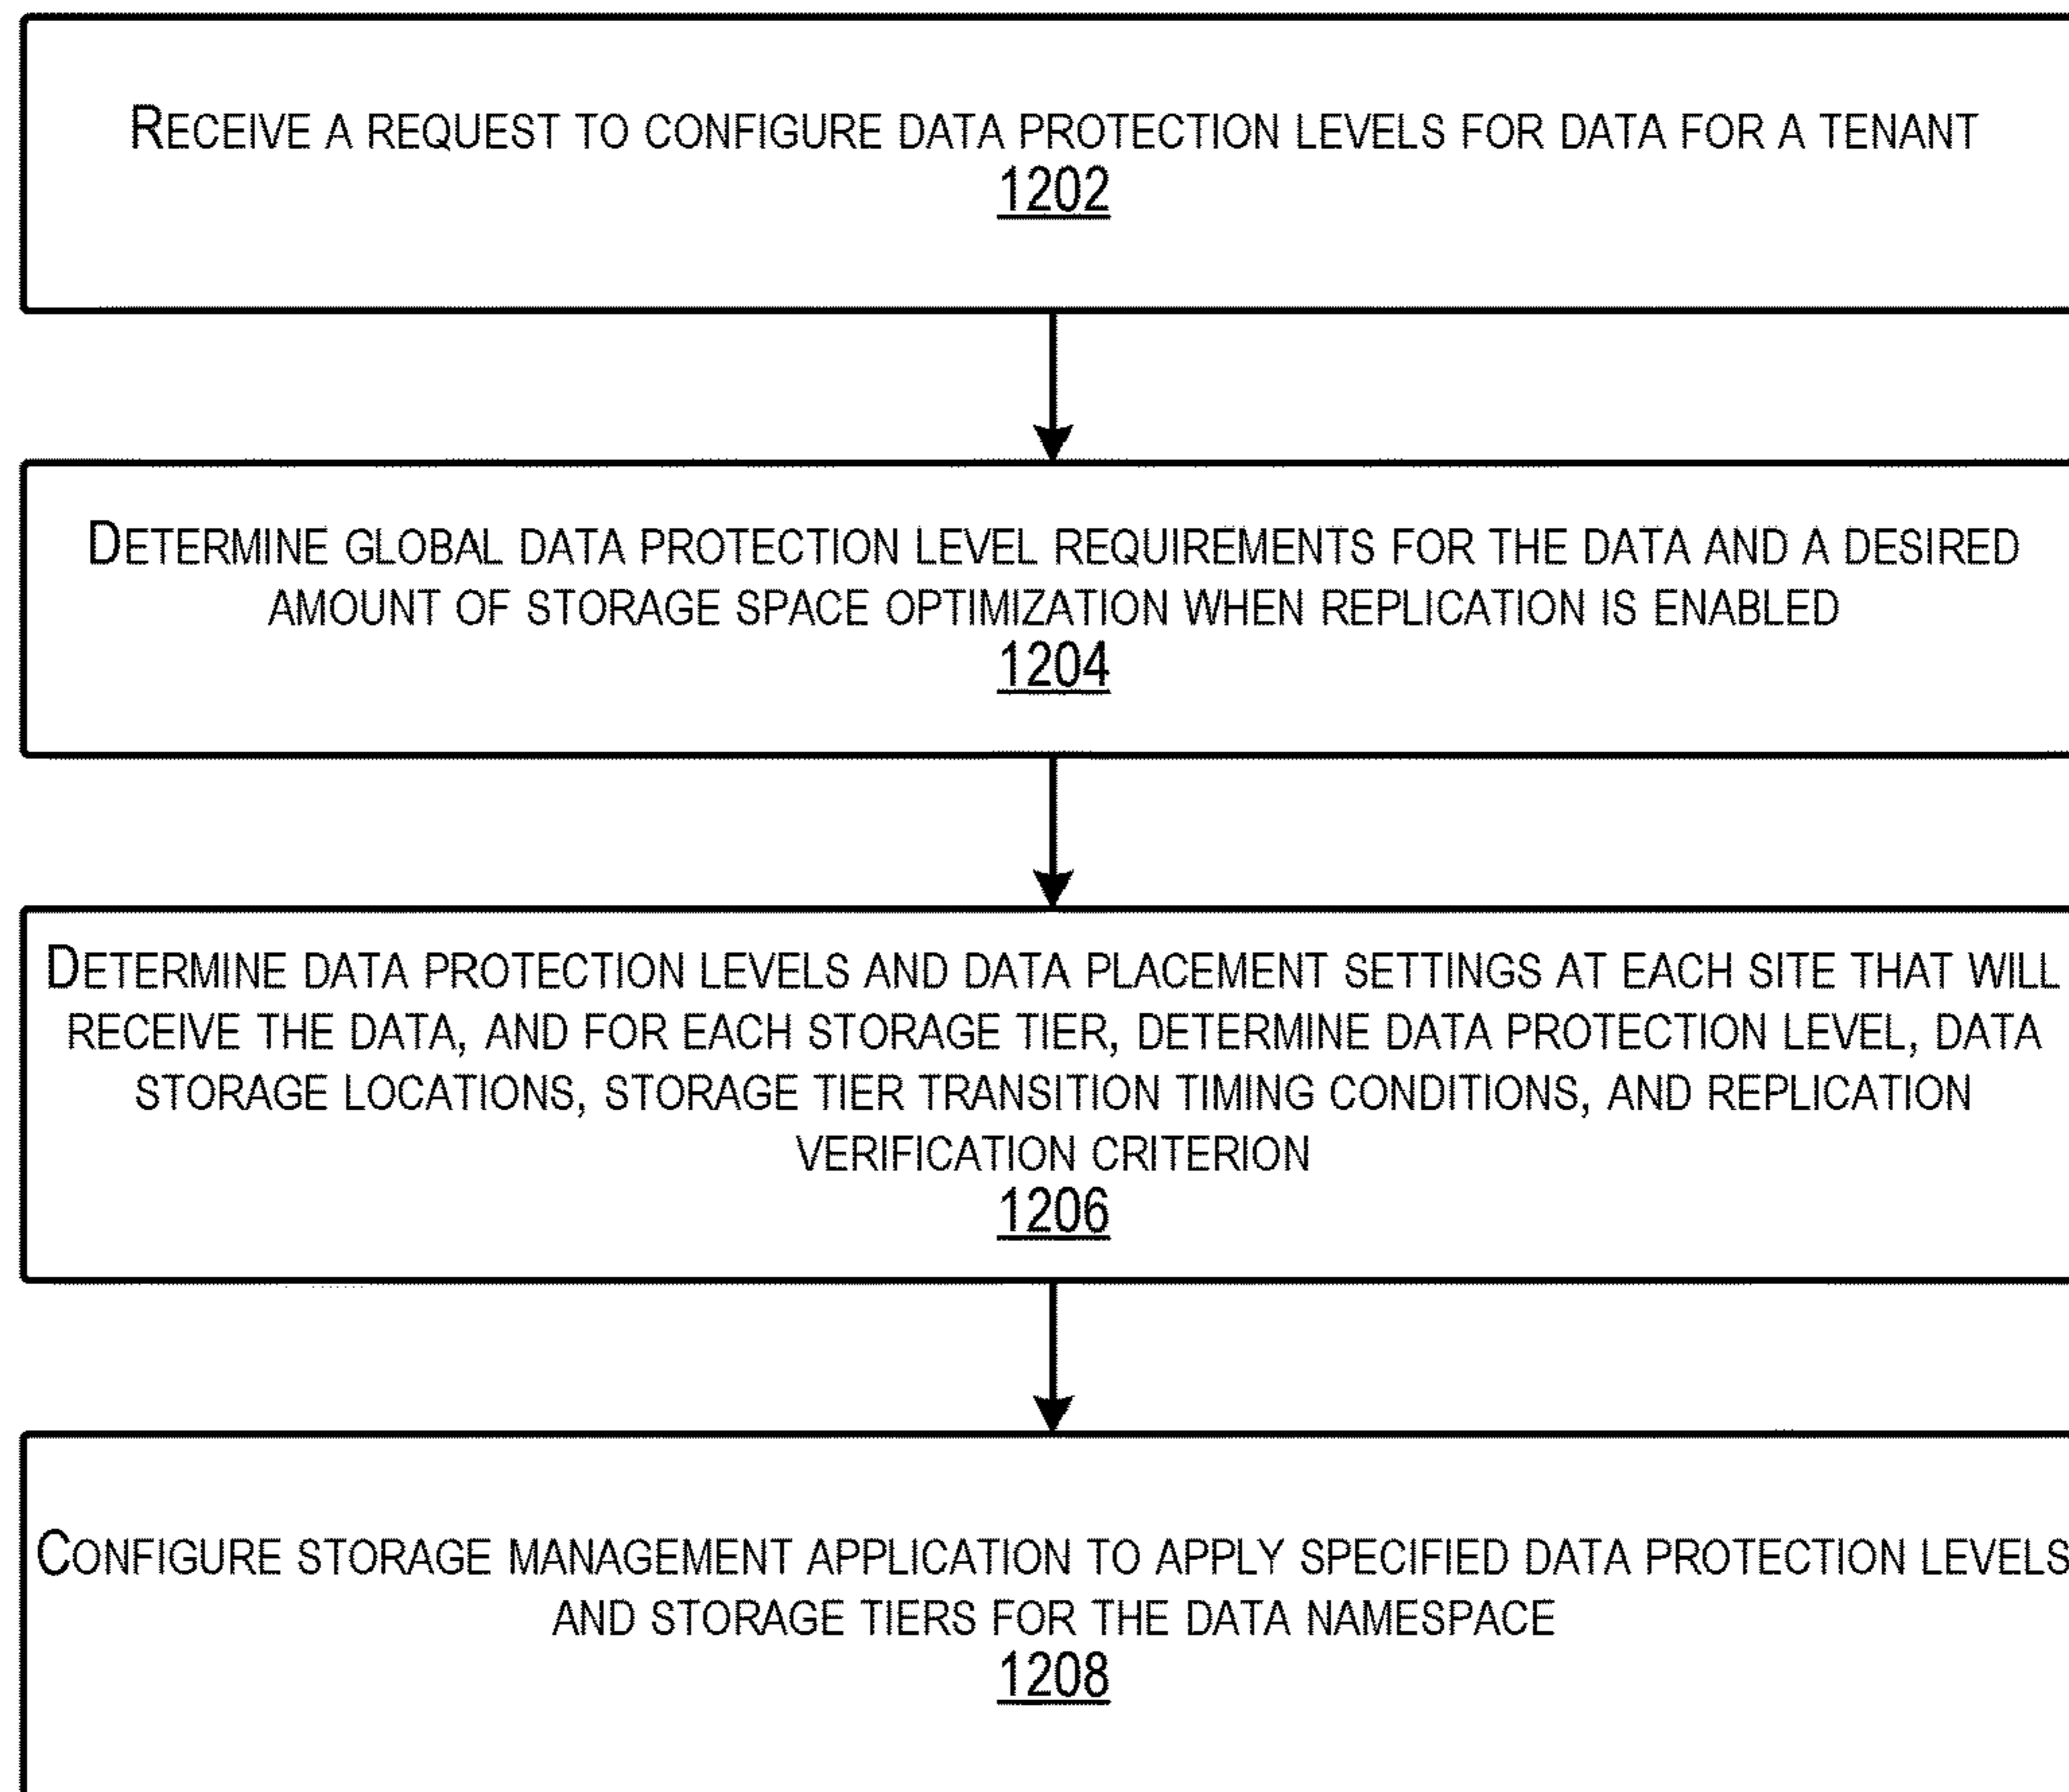 RECEIVE A REQUEST TO CONFIGURE DATA PROTECTION LEVELS FOR DATA FOR A TENANT
1202
DETERMINE GLOBAL DATA PROTECTION LEVEL REQUIREMENTS FOR THE DATA AND A DESIRED
AMOUNT OF STORAGE SPACE OPTIMIZATION WHEN REPLICATION IS ENABLED
1204
DETERMINE DATA PROTECTION LEVELS AND DATA PLACEMENT SETTINGS AT EACH SITE THAT WILL
RECEIVE THE DATA, AND FOR EACH STORAGE TIER, DETERMINE DATA PROTECTION LEVEL, DATA
STORAGE LOCATIONS, STORAGE TIER TRANSITION TIMING CONDITIONS, AND REPLICATION
VERIFICATION CRITERION
1206
CONFIGURE STORAGE MANAGEMENT APPLICATION TO APPLY SPECIFIED DATA PROTECTION LEVELS
AND STORAGE TIERS FOR THE DATA NAMESPACE
1208